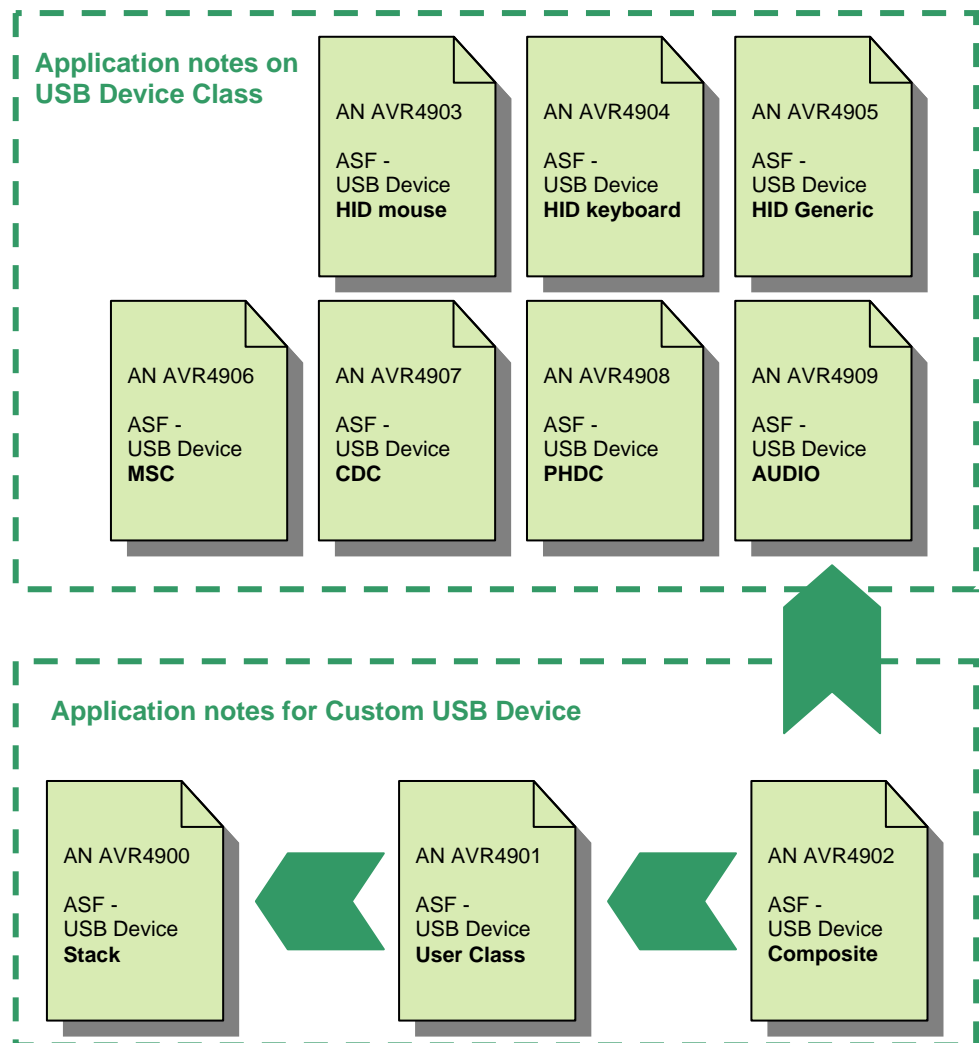 Application notes on
USB Device Class
AN AVR4903
ASF -
USB Device
HID mouse
AN AVR4904
ASF -
USB Device
HID keyboard
AN AVR4905
ASF -
USB Device
HID Generic
AN AVR4906
ASF -
USB Device
MSC
AN AVR4907
ASF -
USB Device
CDC
AN AVR4908
ASF -
USB Device
PHDC
AN AVR4909
ASF -
USB Device
AUDIO
Application notes for Custom USB Device
AN AVR4900
ASF -
USB Device
Stack
AN AVR4901
ASF -
USB Device
User Class
AN AVR4902
ASF -
USB Device
Composite